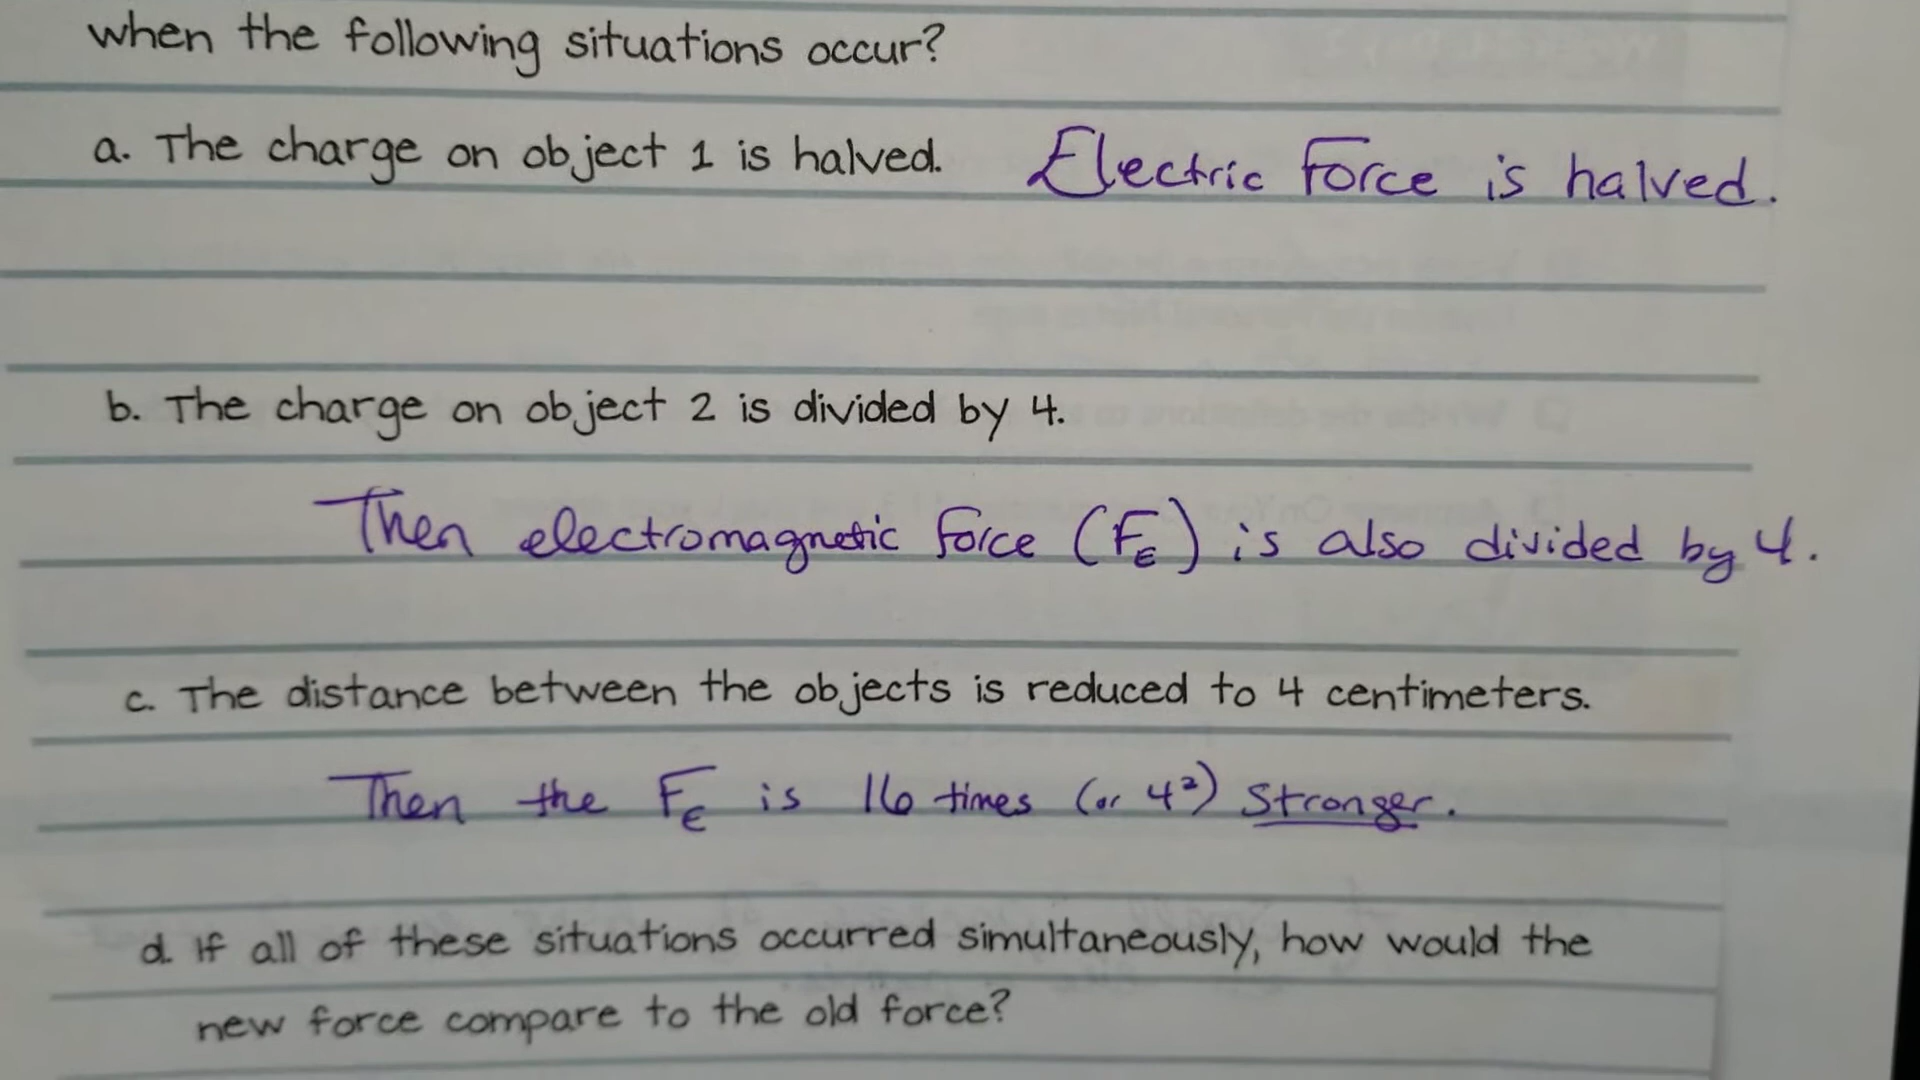 when the following situations occur?
a. The charge on object 1 is halved. Electric Force is halved.
b. The charge on object 2 is divided by 4.
Then electromagnetic force (FE) is also divided by 4.
c. The distance between the objects is reduced to 4 centimeters.
Then the FE is 16 times (or 4²) Stronger.
d. If all of these situations occurred simultaneously, how would the
new force compare to the old force?